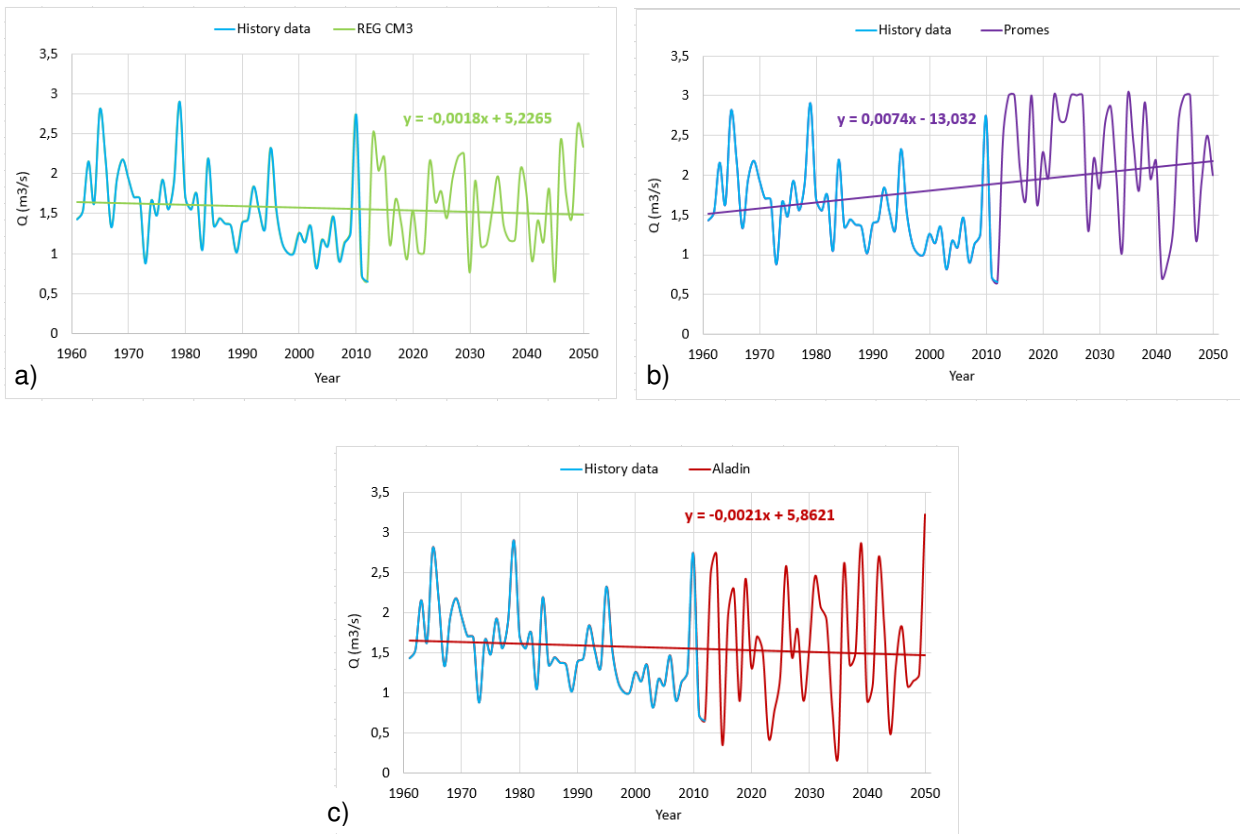 History data REG CM3
3,5
3
2,5
2
1,5
1
0,5
0
Q (m3/s)
y = -0,0018x + 5,2265
1960 1970 1980 1990 2000 2010 2020 2030 2040 2050
Year
a)
History data Promes
3,5
3
2,5
2
1,5
1
0,5
0
Q (m3/s)
y = 0,0074x - 13,032
1960 1970 1980 1990 2000 2010 2020 2030 2040 2050
Year
b)
History data Aladin
3,5
3
2,5
2
1,5
1
0,5
0
Q (m3/s)
y = -0,0021x + 5,8621
1960 1970 1980 1990 2000 2010 2020 2030 2040 2050
Year
c)